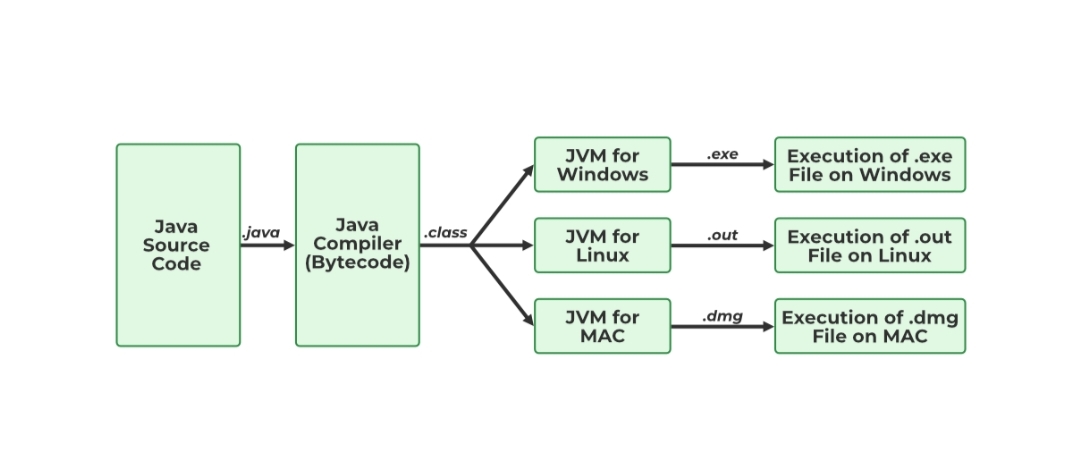 Java
Source
Code
.java
Java
Compiler
(Bytecode)
.class
JVM for
Windows
.exe
Execution of .exe
File on Windows
JVM for
Linux
.out
Execution of .out
File on Linux
JVM for
MAC
.dmg
Execution of .dmg
File on MAC